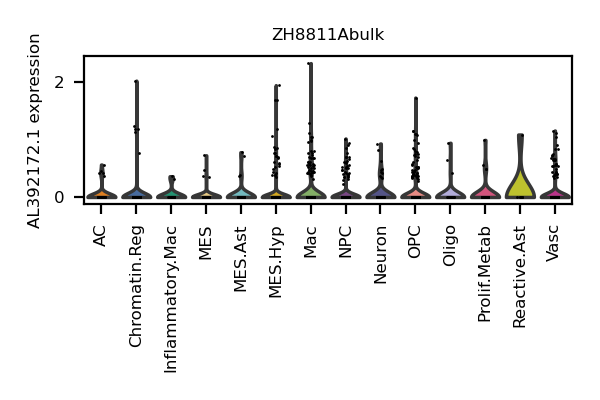 ZH8811Abulk
AL392172.1 expression
2
0
AC
Chromatin.Reg
Inflammatory.Mac
MES
MES.Ast
MES.Hyp
Mac
NPC
Neuron
OPC
Oligo
Prolif.Metab
Reactive.Ast
Vasc